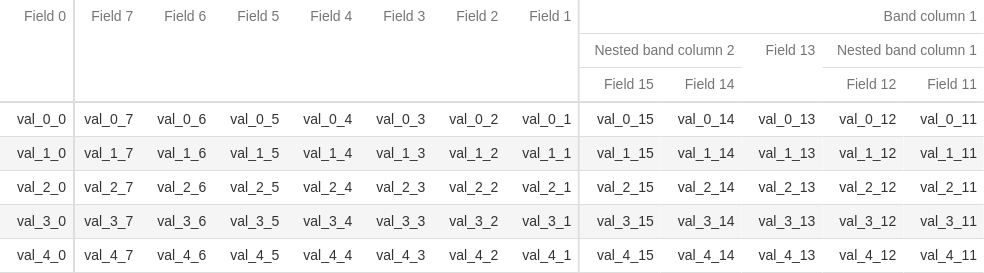 Field 0 Field 7 Field 6 Field 5 Field 4 Field 3 Field 2 Field 1 Band column 1
Nested band column 2 Field 13 Nested band column 1
Field 15 Field 14 Field 12 Field 11
val_0_0 val_0_7 val_0_6 val_0_5 val_0_4 val_0_3 val_0_2 val_0_1 val_0_15 val_0_14 val_0_13 val_0_12 val_0_11
val_1_0 val_1_7 val_1_6 val_1_5 val_1_4 val_1_3 val_1_2 val_1_1 val_1_15 val_1_14 val_1_13 val_1_12 val_1_11
val_2_0 val_2_7 val_2_6 val_2_5 val_2_4 val_2_3 val_2_2 val_2_1 val_2_15 val_2_14 val_2_13 val_2_12 val_2_11
val_3_0 val_3_7 val_3_6 val_3_5 val_3_4 val_3_3 val_3_2 val_3_1 val_3_15 val_3_14 val_3_13 val_3_12 val_3_11
val_4_0 val_4_7 val_4_6 val_4_5 val_4_4 val_4_3 val_4_2 val_4_1 val_4_15 val_4_14 val_4_13 val_4_12 val_4_11